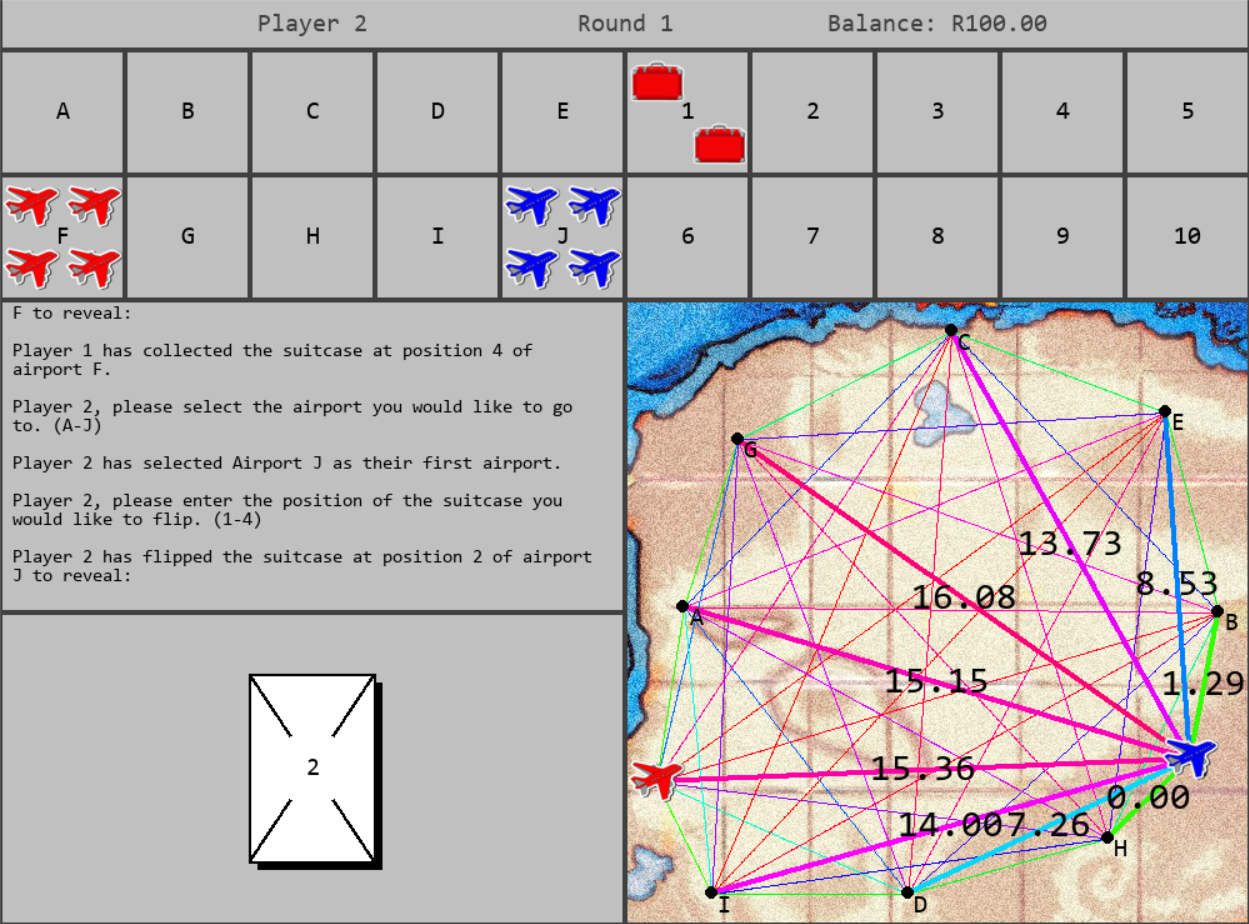 Player 2 Round 1 Balance: R100.00
A B C D E 1 2 3 4 5
F G H I J 6 7 8 9 10
F to reveal:
Player 1 has collected the suitcase at position 4 of
airport F.
Player 2, please select the airport you would like to go
to. (A-J)
Player 2 has selected Airport J as their first airport.
Player 2, please enter the position of the suitcase you
would like to flip. (1-4)
Player 2 has flipped the suitcase at position 2 of airport
J to reveal:
2
C
E
G
13.73
8.53
16.08
A
B
15.15
1.29
15.36
0.00
14.00
7.26
H
I
D